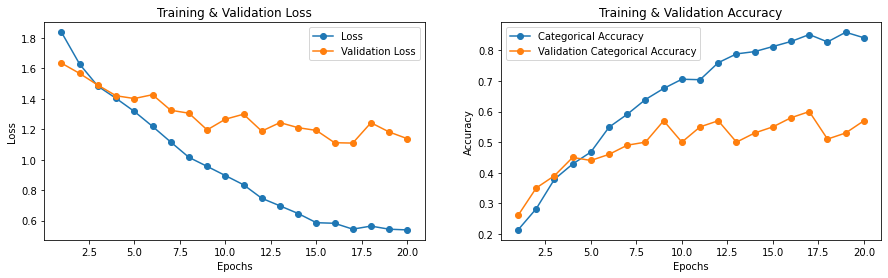 Training & Validation Loss
Loss
Validation Loss
1.8
1.6
1.4
1.2
1.0
0.8
0.6
Loss
2.5 5.0 7.5 10.0 12.5 15.0 17.5 20.0
Epochs
Training & Validation Accuracy
Categorical Accuracy
Validation Categorical Accuracy
0.8
0.7
0.6
0.5
0.4
0.3
0.2
Accuracy
2.5 5.0 7.5 10.0 12.5 15.0 17.5 20.0
Epochs